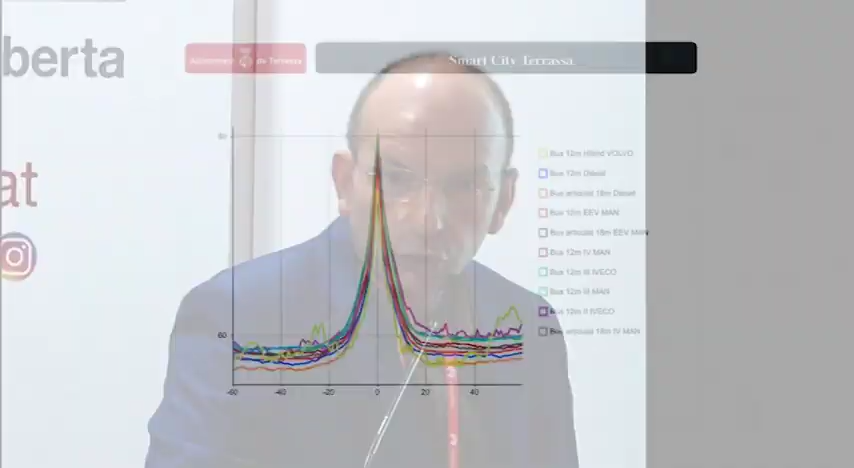 berta
at
Ajuntament de Terrassa
Smart City Terrassa
80
60
-60 -40 -20 0 20 40
Bus 12m Híbrid VOLVO
Bus 12m Diesel
Bus articulat 18m Diesel
Bus 12m EEV MAN
Bus articulat 18m EEV MAN
Bus 12m IV MAN
Bus 12m III IVECO
Bus 12m III MAN
Bus 12m II IVECO
Bus articulat 18m IV MAN